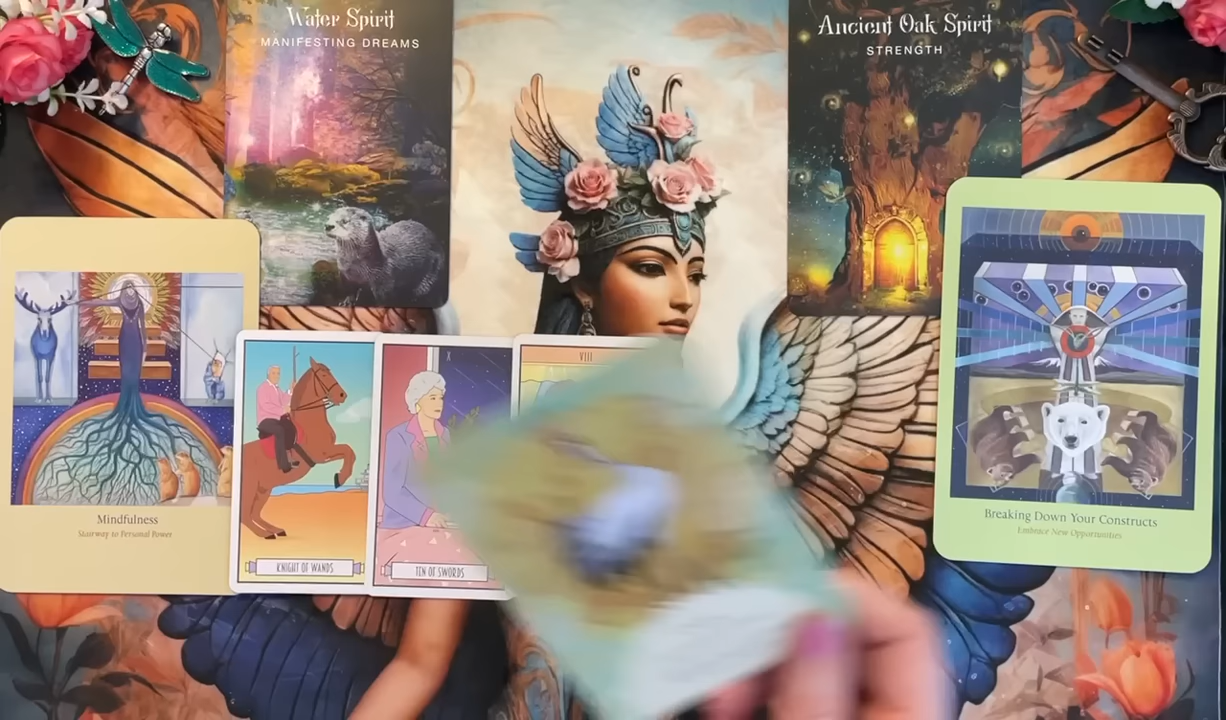 Water Spirit
MANIFESTING DREAMS
Ancient Oak Spirit
STRENGTH
Mindfulness
Stairway to Personal Power
KNIGHT OF WANDS
X
TEN OF SWORDS
VIII
Breaking Down Your Constructs
Embrace New Opportunities